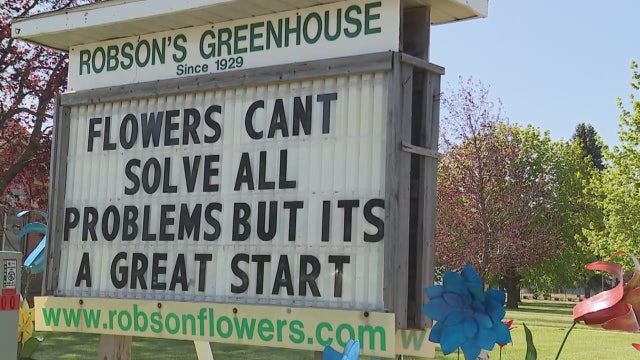 ROBSON'S GREENHOUSE
Since 1929
FLOWERS CANT
SOLVE ALL
PROBLEMS BUT ITS
A GREAT START
www.robsonflowers.com
w